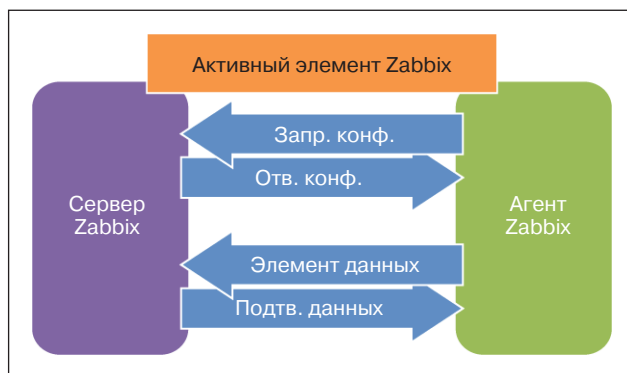 Активный элемент Zabbix
Запр. конф.
Отв. конф.
Сервер
Zabbix
Агент
Zabbix
Элемент данных
Подтв. данных